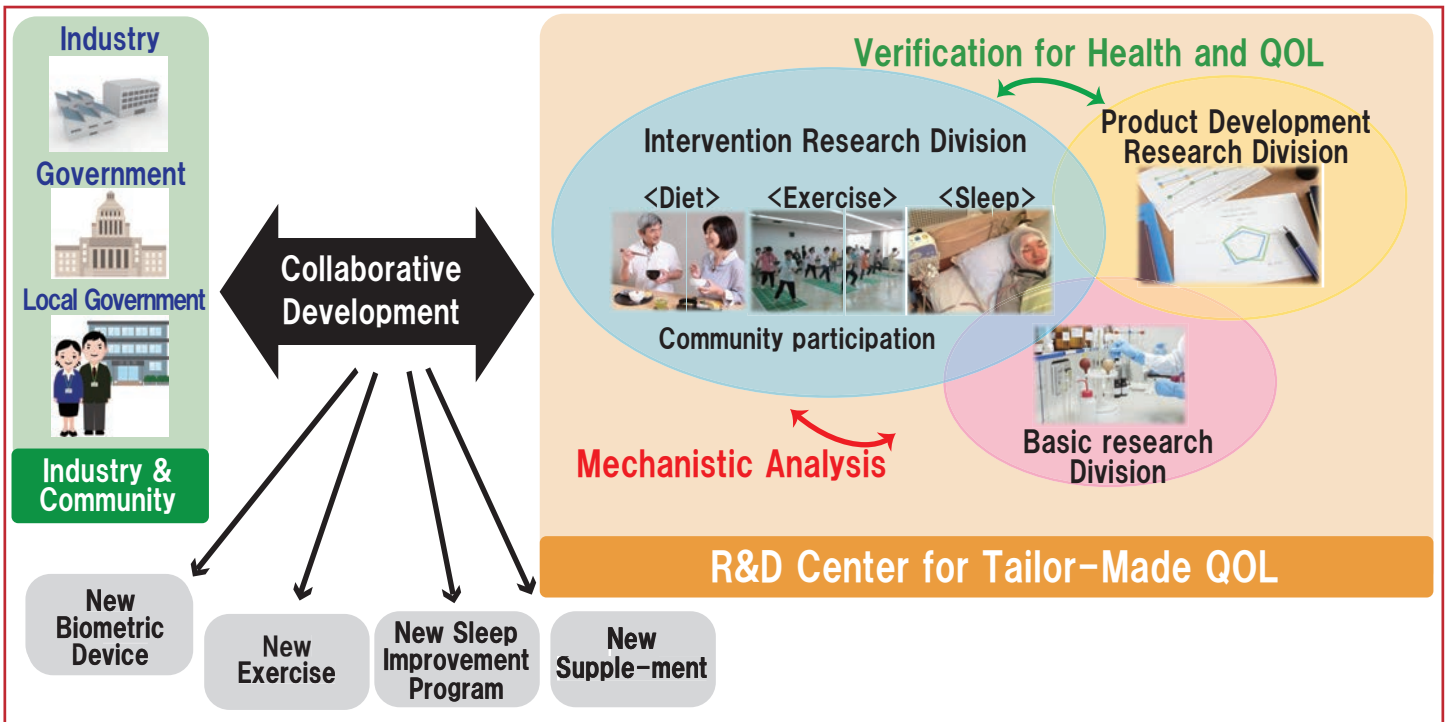 Industry
Government
Local Government
Industry &
Community
Collaborative
Development
Verification for Health and QOL
Intervention Research Division
<Diet> <Exercise> <Sleep>
Community participation
Product Development
Research Division
Mechanistic Analysis
Basic research
Division
R&D Center for Tailor-Made QOL
New
Biometric
Device
New
Exercise
New Sleep
Improvement
Program
New
Supple-ment